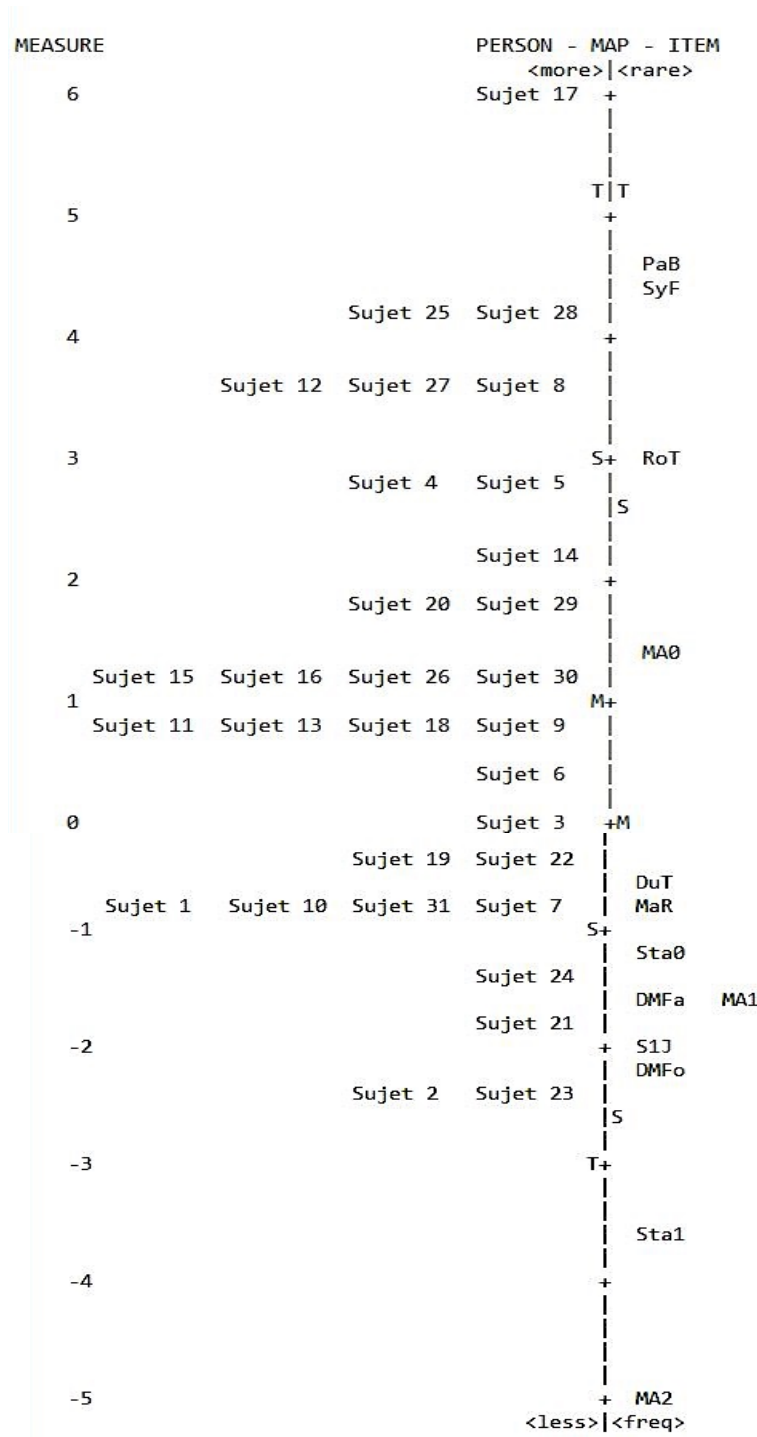 MEASURE PERSON - MAP - ITEM
<more>|<rare>
6 Sujet 17 +
|
|
|
T|T
5 +
|
| PaB
| SyF
Sujet 25 Sujet 28 |
4 +
|
Sujet 12 Sujet 27 Sujet 8 |
|
|
3 S+ RoT
Sujet 4 Sujet 5 |
|S
|
Sujet 14 |
2 +
Sujet 20 Sujet 29 |
|
| MA0
Sujet 15 Sujet 16 Sujet 26 Sujet 30 |
1 M+
Sujet 11 Sujet 13 Sujet 18 Sujet 9 |
|
Sujet 6 |
|
0 Sujet 3 +M
|
Sujet 19 Sujet 22 |
| DuT
Sujet 1 Sujet 10 Sujet 31 Sujet 7 | MaR
-1 S+
| Sta0
Sujet 24 |
| DMFa MA1
Sujet 21 |
-2 + S1J
| DMFo
Sujet 2 Sujet 23 |
|S
|
-3 T+
|
|
| Sta1
|
-4 +
|
|
|
|
-5 + MA2
<less>|<freq>